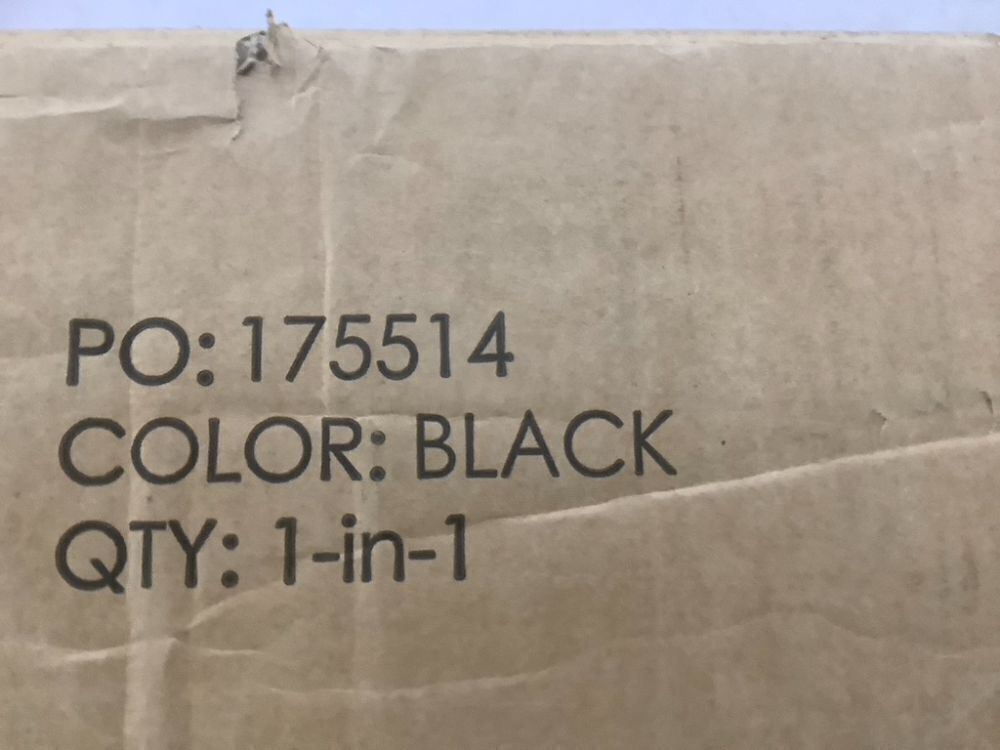 PO: 175514
COLOR: BLACK
QTY: 1-in-1